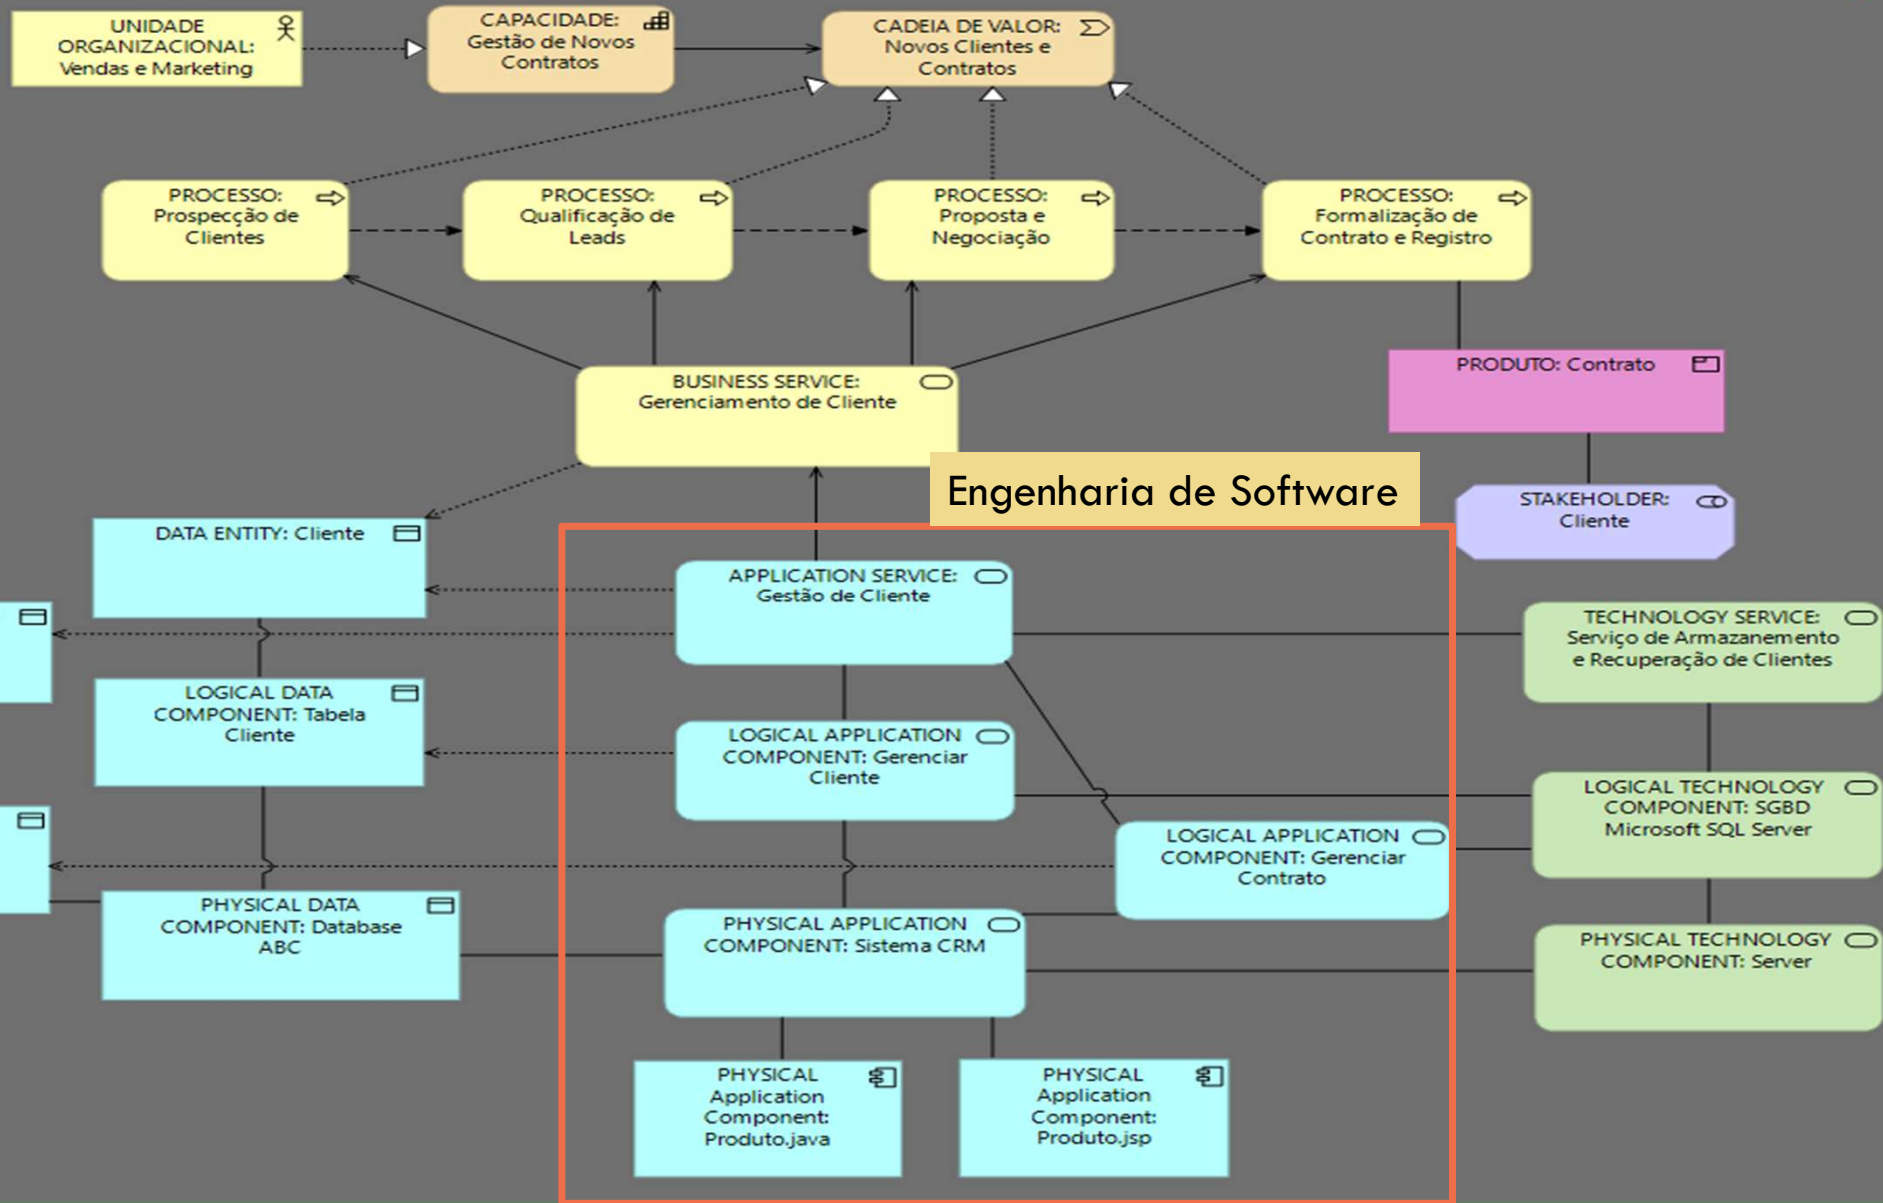 UNIDADE
ORGANIZACIONAL:
Vendas e Marketing
CAPACIDADE:
Gestão de Novos
Contratos
CADEIA DE VALOR:
Novos Clientes e
Contratos
PROCESSO:
Prospecção de
Clientes
PROCESSO:
Qualificação de
Leads
PROCESSO:
Proposta e
Negociação
PROCESSO:
Formalização de
Contrato e Registro
BUSINESS SERVICE:
Gerenciamento de Cliente
PRODUTO: Contrato
Engenharia de Software
STAKEHOLDER:
Cliente
DATA ENTITY: Cliente
APPLICATION SERVICE:
Gestão de Cliente
TECHNOLOGY SERVICE:
Serviço de Armazanemento
e Recuperação de Clientes
LOGICAL DATA
COMPONENT: Tabela
Cliente
LOGICAL APPLICATION
COMPONENT: Gerenciar
Cliente
LOGICAL TECHNOLOGY
COMPONENT: SGBD
Microsoft SQL Server
LOGICAL APPLICATION
COMPONENT: Gerenciar
Contrato
PHYSICAL DATA
COMPONENT: Database
ABC
PHYSICAL APPLICATION
COMPONENT: Sistema CRM
PHYSICAL TECHNOLOGY
COMPONENT: Server
PHYSICAL
Application
Component:
Produto.java
PHYSICAL
Application
Component:
Produto.jsp